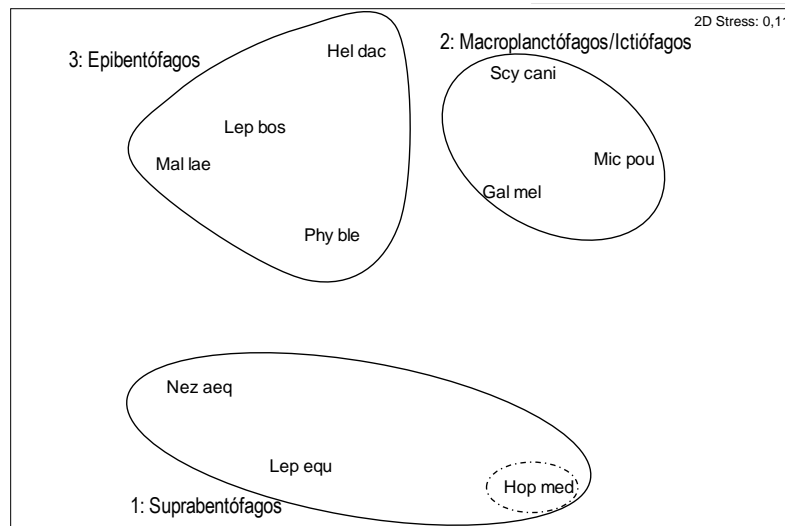 2D Stress: 0,11
3: Epibentófagos
2: Macroplanctófagos/Ictiófagos
Hel dac
Scy cani
Lep bos
Mal lae
Mic pou
Gal mel
Phy ble
Nez aeq
Lep equ
Hop med
1: Suprabentófagos